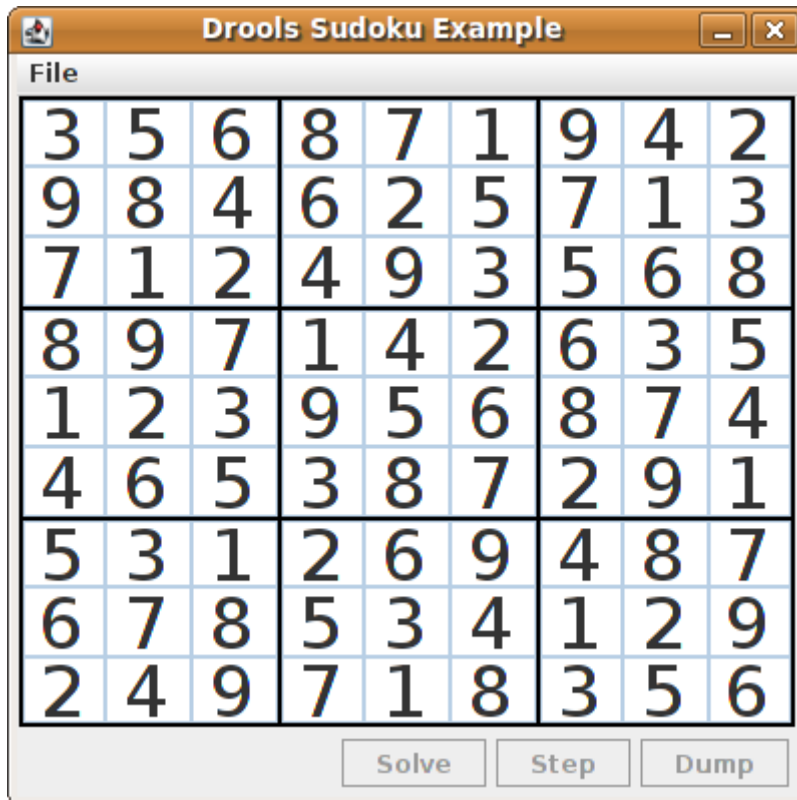 Drools Sudoku Example
File
3 5 6 8 7 1 9 4 2
9 8 4 6 2 5 7 1 3
7 1 2 4 9 3 5 6 8
8 9 7 1 4 2 6 3 5
1 2 3 9 5 6 8 7 4
4 6 5 3 8 7 2 9 1
5 3 1 2 6 9 4 8 7
6 7 8 5 3 4 1 2 9
2 4 9 7 1 8 3 5 6
Solve Step Dump